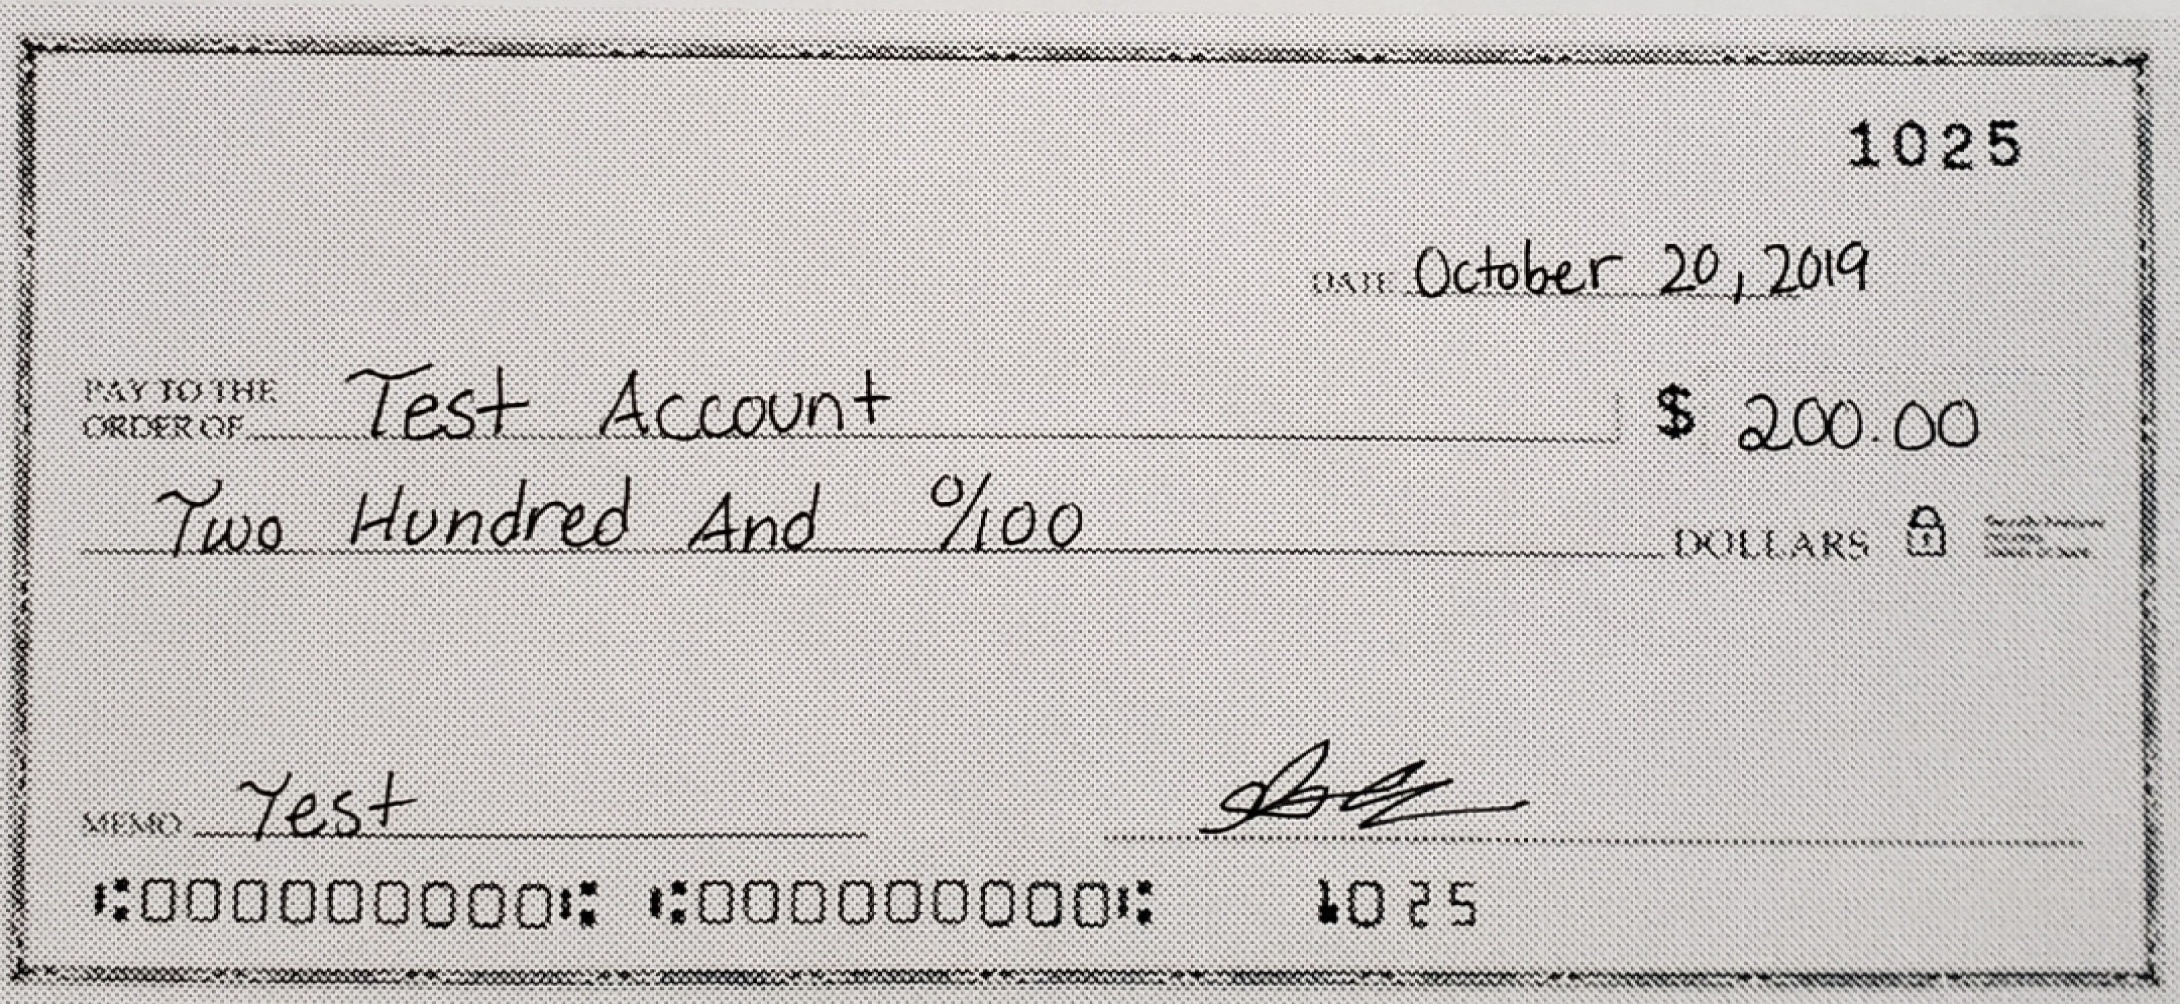 1025
DATE October 20, 2019
PAY TO THE
ORDER OF Test Account $ 200.00
Two Hundred And 0/100 DOLLARS
MEMO Test
⑆000000000⑆ ⑆000000000⑆ 1025